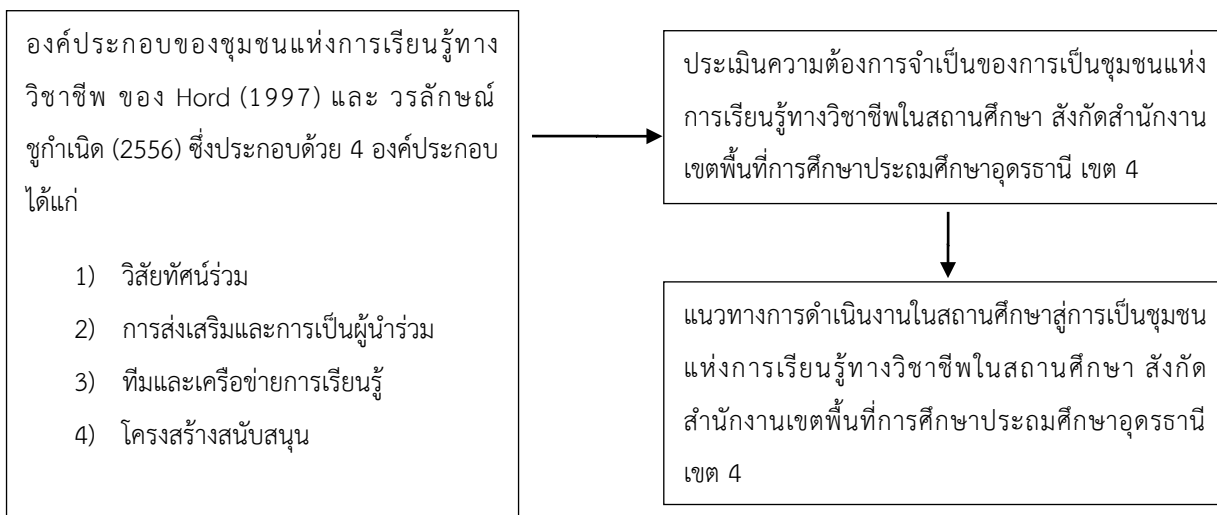 องค์ประกอบของชุมชนแห่งการเรียนรู้ทาง
วิชาชีพ ของ Hord (1997) และ วรลักษณ์
ชูกำเนิด (2556) ซึ่งประกอบด้วย 4 องค์ประกอบ
ได้แก่
1) วิสัยทัศน์ร่วม
2) การส่งเสริมและการเป็นผู้นำร่วม
3) ทีมและเครือข่ายการเรียนรู้
4) โครงสร้างสนับสนุน
ประเมินความต้องการจำเป็นของการเป็นชุมชนแห่ง
การเรียนรู้ทางวิชาชีพในสถานศึกษา สังกัดสำนักงาน
เขตพื้นที่การศึกษาประถมศึกษาอุดรธานี เขต 4
แนวทางการดำเนินงานในสถานศึกษาสู่การเป็นชุมชน
แห่งการเรียนรู้ทางวิชาชีพในสถานศึกษา สังกัด
สำนักงานเขตพื้นที่การศึกษาประถมศึกษาอุดรธานี
เขต 4